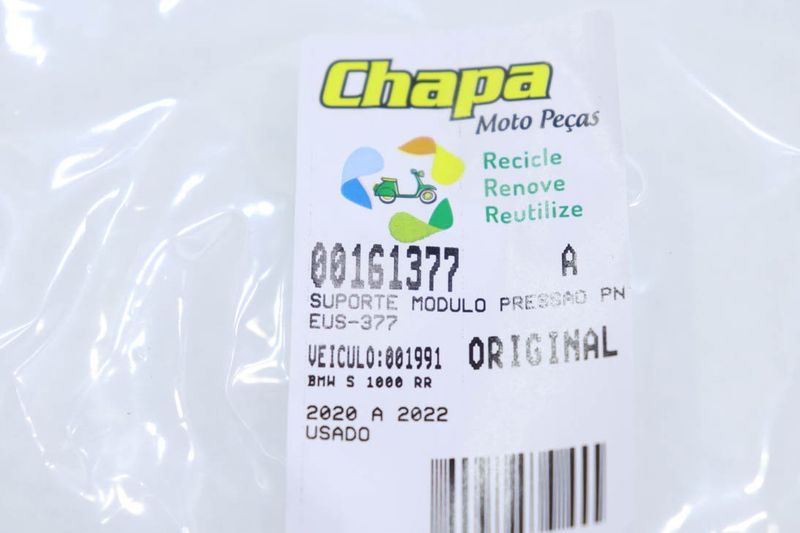 Chapa
Moto Peças
Recicle
Renove
Reutilize
00161377 A
SUPORTE MODULO PRESSAO PN
EUS-377
VEICULO:001991 ORIGINAL
BMW S 1000 RR
2020 A 2022
USADO